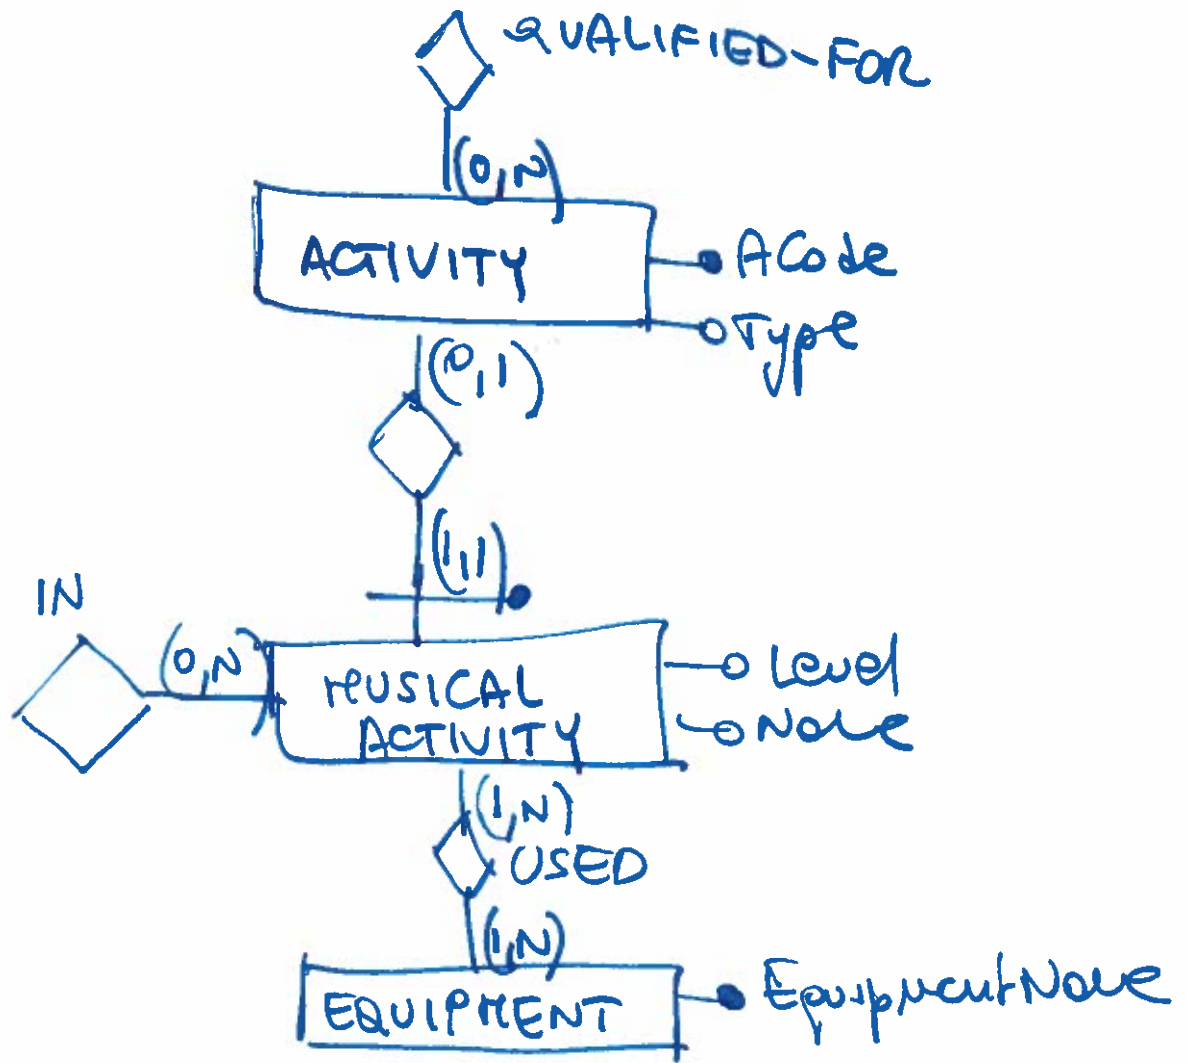 QUALIFIED-FOR
(0,N)
ACTIVITY
ACode
Type
(0,1)
(1,1)
IN
(0,N)
MUSICAL
ACTIVITY
Level
Name
(1,N)
USED
(1,N)
EQUIPMENT
EquipmentName